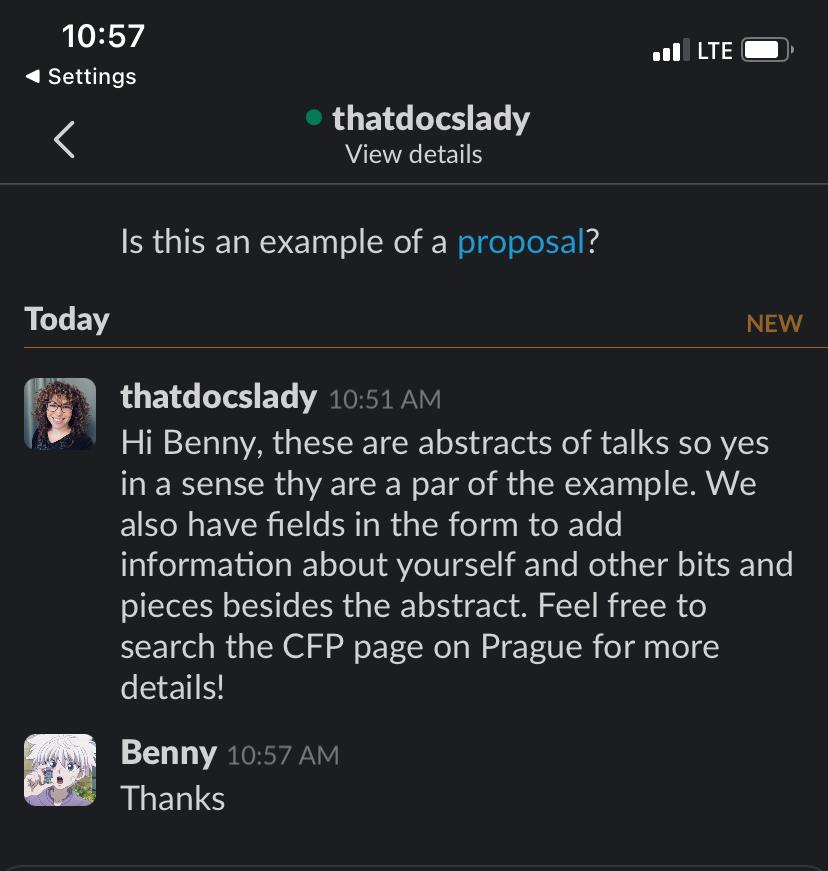 10:57
LTE
◀ Settings
thatdocslady
View details
Is this an example of a proposal?
Today
NEW
thatdocslady 10:51 AM
Hi Benny, these are abstracts of talks so yes
in a sense thy are a par of the example. We
also have fields in the form to add
information about yourself and other bits and
pieces besides the abstract. Feel free to
search the CFP page on Prague for more
details!
Benny 10:57 AM
Thanks